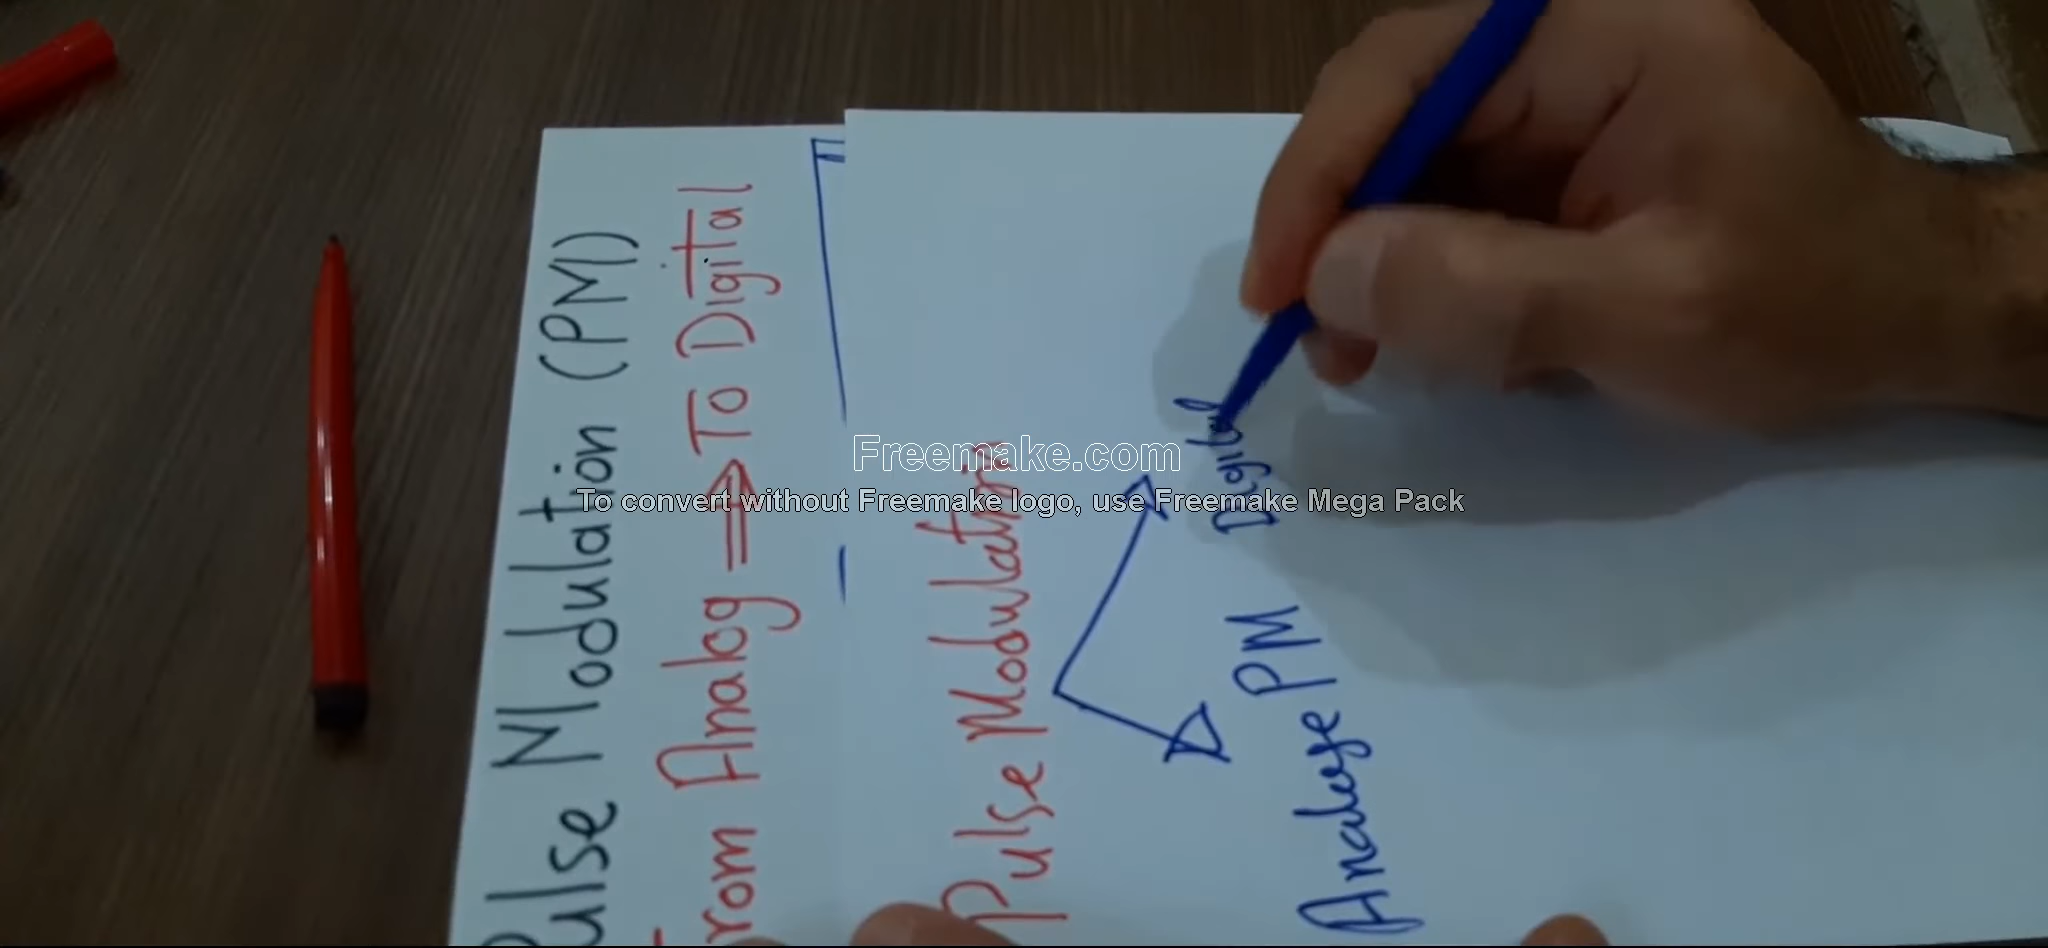 Pulse Modulation (PM)
From Analog ⇒ To Digital
Pulse Modulation
Analoge PM
Digital
Freemake.com
To convert without Freemake logo, use Freemake Mega Pack